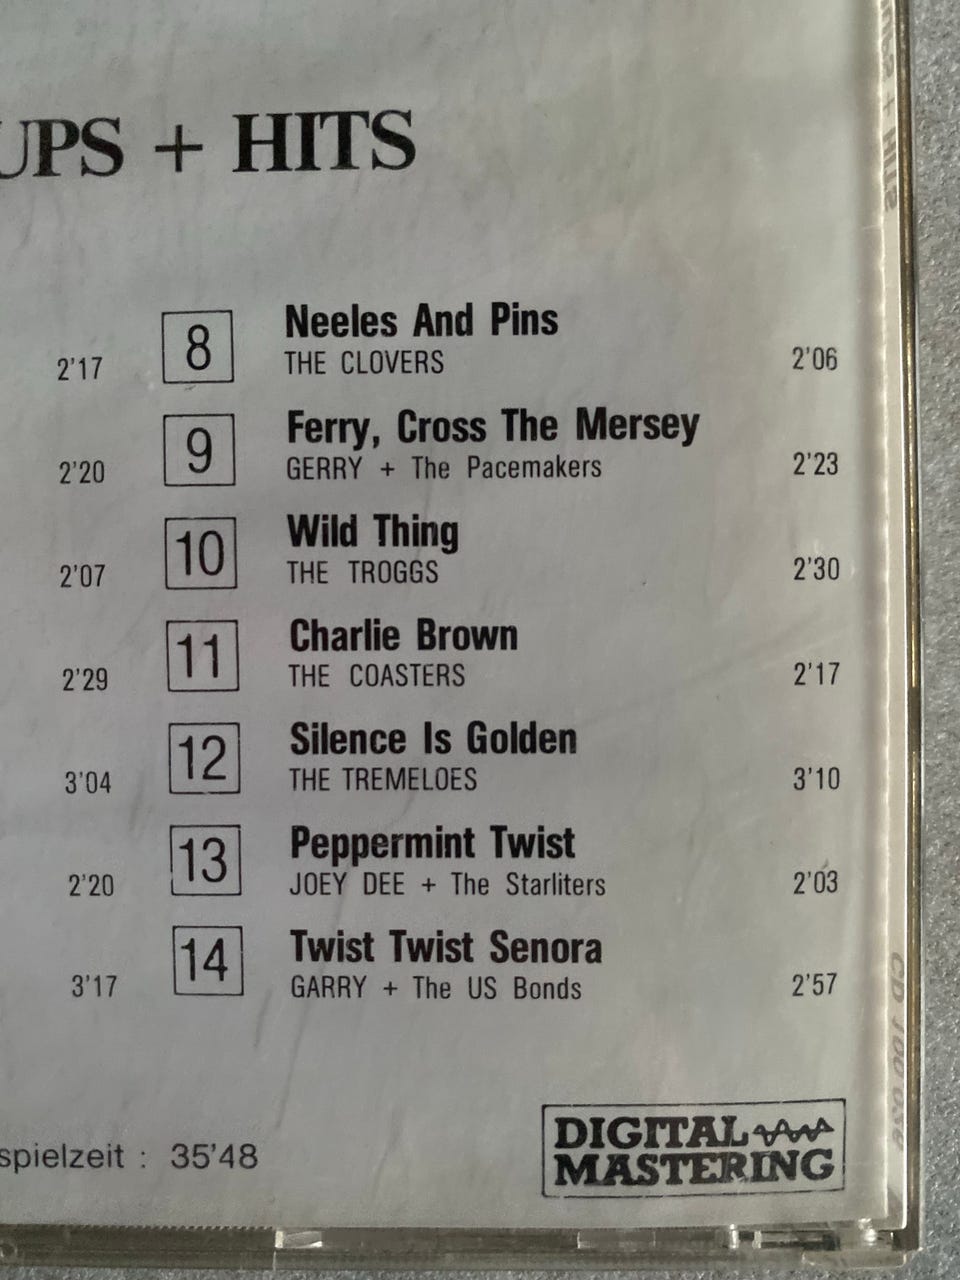 UPS + HITS
2'17
8
Neeles And Pins
THE CLOVERS
2'06
2'20
9
Ferry, Cross The Mersey
GERRY + The Pacemakers
2'23
2'07
10
Wild Thing
THE TROGGS
2'30
2'29
11
Charlie Brown
THE COASTERS
2'17
3'04
12
Silence Is Golden
THE TREMELOES
3'10
2'20
13
Peppermint Twist
JOEY DEE + The Starliters
2'03
3'17
14
Twist Twist Senora
GARRY + The US Bonds
2'57
spielzeit : 35'48
DIGITAL
MASTERING
+ Hits
CD